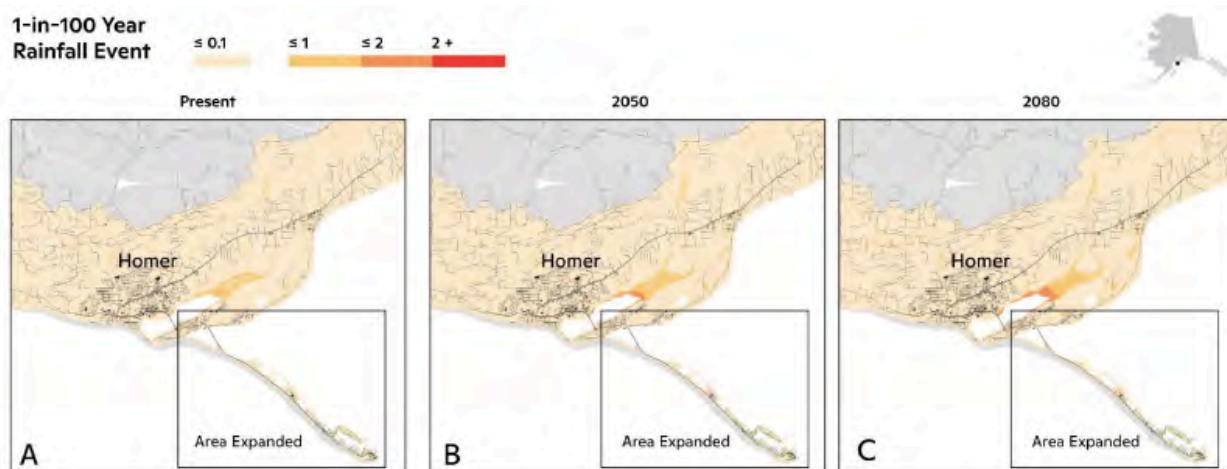 1-in-100 Year
Rainfall Event
≤ 0.1
≤ 1
≤ 2
2 +
Present
2050
2080
Homer
Homer
Homer
Area Expanded
Area Expanded
Area Expanded
A
B
C